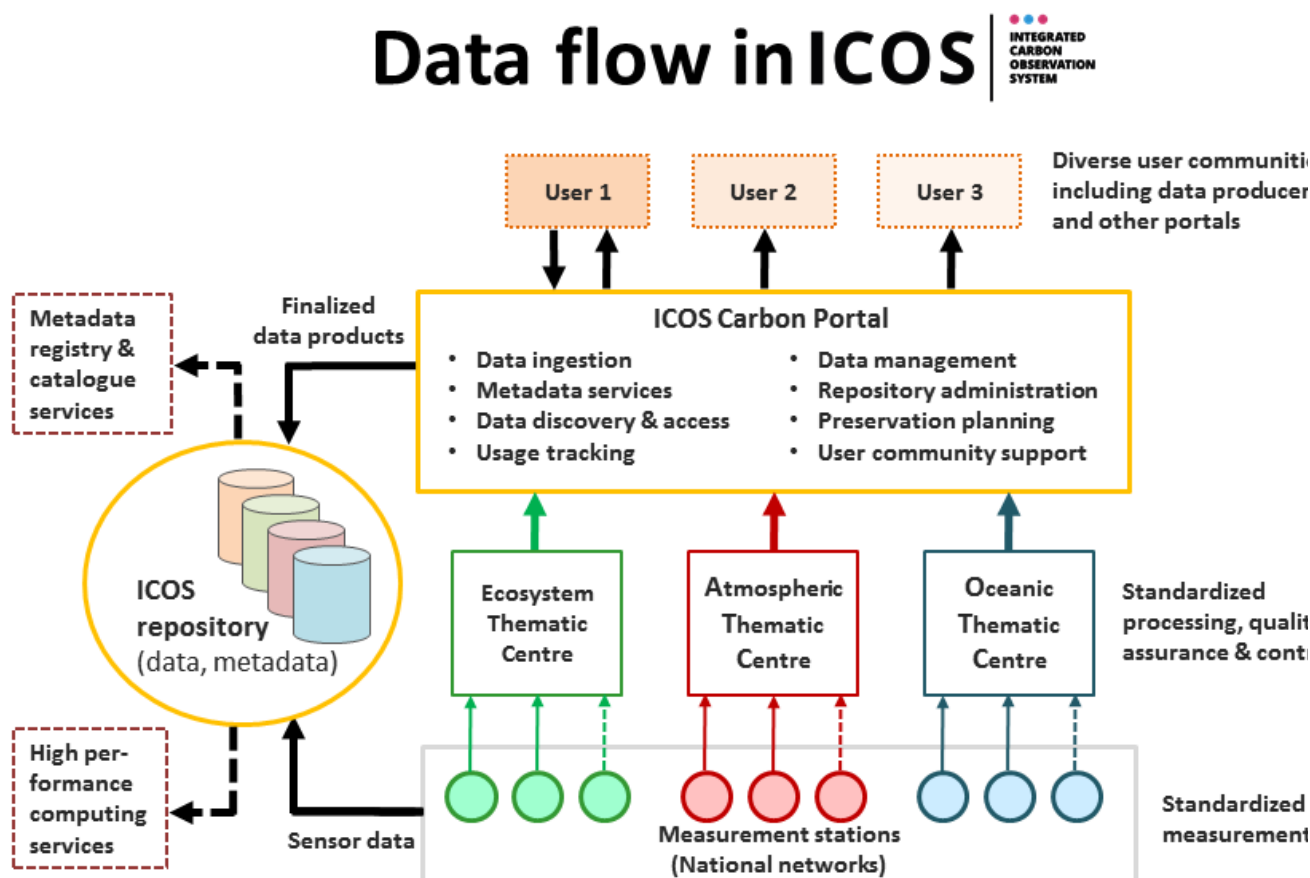 Data flow in ICOS
INTEGRATED
CARBON
OBSERVATION
SYSTEM
User 1
User 2
User 3
Diverse user communitie
including data producer
and other portals
Metadata
registry &
catalogue
services
Finalized
data products
ICOS Carbon Portal
• Data ingestion
• Metadata services
• Data discovery & access
• Usage tracking
• Data management
• Repository administration
• Preservation planning
• User community support
ICOS
repository
(data, metadata)
Ecosystem
Thematic
Centre
Atmospheric
Thematic
Centre
Oceanic
Thematic
Centre
Standardized
processing, qualit
assurance & contr
High per-
formance
computing
services
Sensor data
Measurement stations
(National networks)
Standardized
measurement